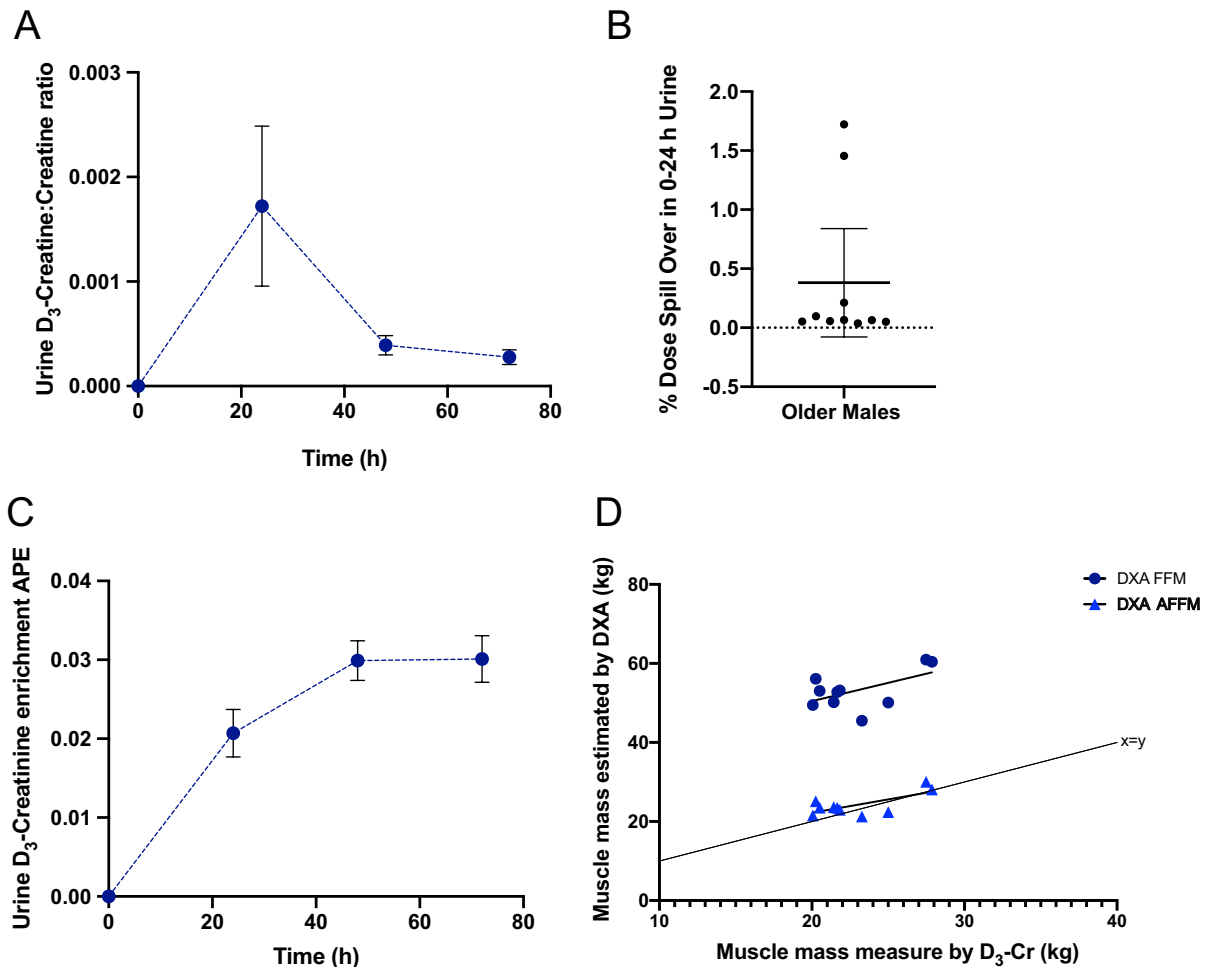 A
Urine D3-Creatine:Creatine ratio
0.003
0.002
0.001
0.000
0
20
40
60
80
Time (h)
B
% Dose Spill Over in 0-24 h Urine
2.0
1.5
1.0
0.5
0.0
-0.5
Older Males
C
Urine D3-Creatinine enrichment APE
0.04
0.03
0.02
0.01
0.00
0
20
40
60
80
Time (h)
D
Muscle mass estimated by DXA (kg)
80
60
40
20
0
10
20
30
40
x=y
DXA FFM
DXA AFFM
Muscle mass measure by D3-Cr (kg)